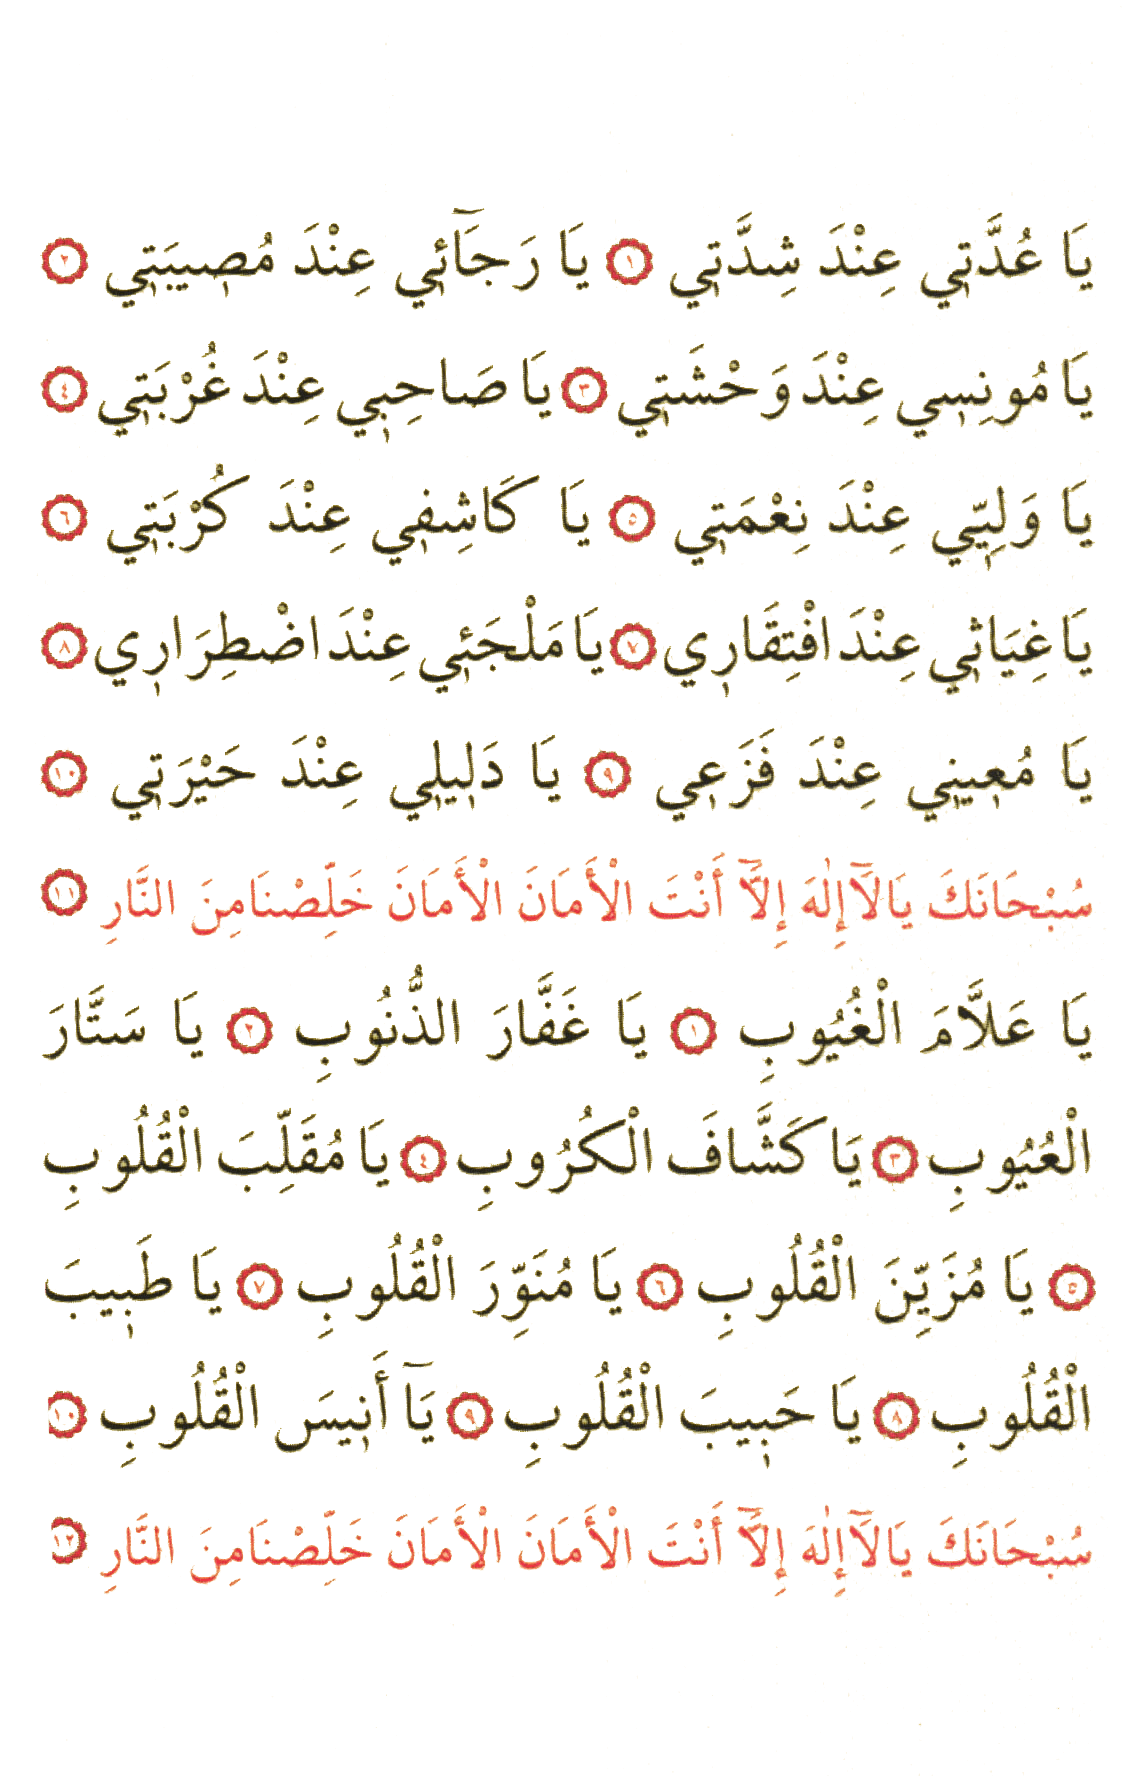 يَا عُدَّتٖي عِنْدَ شِدَّتٖي ١ يَا رَجَٓائٖي عِنْدَ مُصٖيبَتٖي ٢
يَا مُونِسٖي عِنْدَ وَحْشَتٖي ٣ يَا صَاحِبٖي عِنْدَ غُرْبَتٖي ٤
يَا وَلِيّٖي عِنْدَ نِعْمَتٖي ٥ يَا كَاشِفٖي عِنْدَ كُرْبَتٖي ٦
يَا غِيَاثٖي عِنْدَ افْتِقَارٖي ٧ يَا مَلْجَئٖي عِنْدَ اضْطِرَارٖي ٨
يَا مُعٖينٖي عِنْدَ فَزَعٖي ٩ يَا دَلٖيلٖي عِنْدَ حَيْرَتٖي ١٠
سُبْحَانَكَ يَا لَٓا إِلٰهَ إِلَّٓا أَنْتَ الْأَمَانَ الْأَمَانَ خَلِّصْنَا مِنَ النَّارِ ١١
يَا عَلاَّمَ الْغُيُوبِ ١ يَا غَفَّارَ الذُّنُوبِ ٢ يَا سَتَّارَ
الْعُيُوبِ ٣ يَا كَشَّافَ الْكُرُوبِ ٤ يَا مُقَلِّبَ الْقُلُوبِ
٥ يَا مُزَيِّنَ الْقُلُوبِ ٦ يَا مُنَوِّرَ الْقُلُوبِ ٧ يَا طَبٖيبَ
الْقُلُوبِ ٨ يَا حَبٖيبَ الْقُلُوبِ ٩ يَٓا أَنٖيسَ الْقُلُوبِ ١٠
سُبْحَانَكَ يَا لَٓا إِلٰهَ إِلَّٓا أَنْتَ الْأَمَانَ الْأَمَانَ خَلِّصْنَا مِنَ النَّارِ ١٢